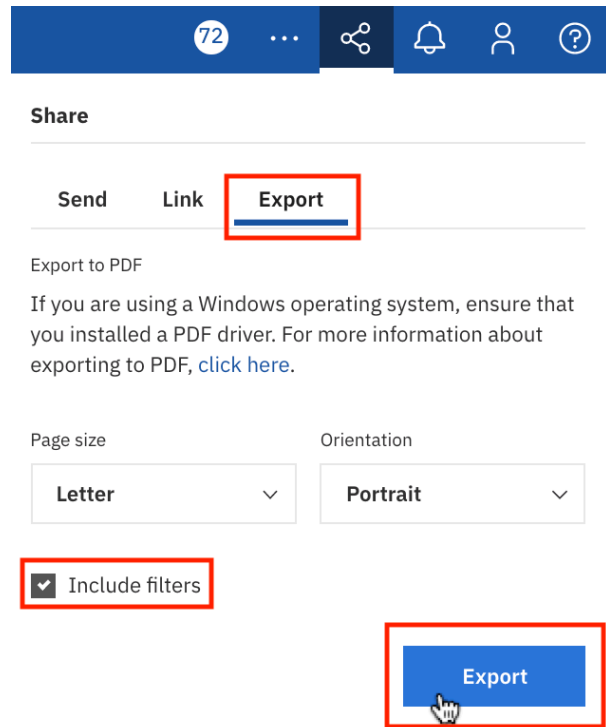 72 ...
Share
Send Link Export
Export to PDF
If you are using a Windows operating system, ensure that
you installed a PDF driver. For more information about
exporting to PDF, click here.
Page size Orientation
Letter Portrait
Include filters
Export